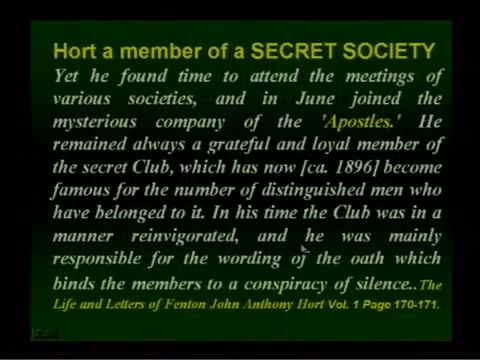 Hort a member of a SECRET SOCIETY
Yet he found time to attend the meetings of
various societies, and in June joined the
mysterious company of the 'Apostles.' He
remained always a grateful and loyal member of
the secret Club, which has now [ca. 1896] become
famous for the number of distinguished men who
have belonged to it. In his time the Club was in a
manner reinvigorated, and he was mainly
responsible for the wording of the oath which
binds the members to a conspiracy of silence..The
Life and Letters of Fenton John Anthony Hort Vol. 1 Page 170-171.